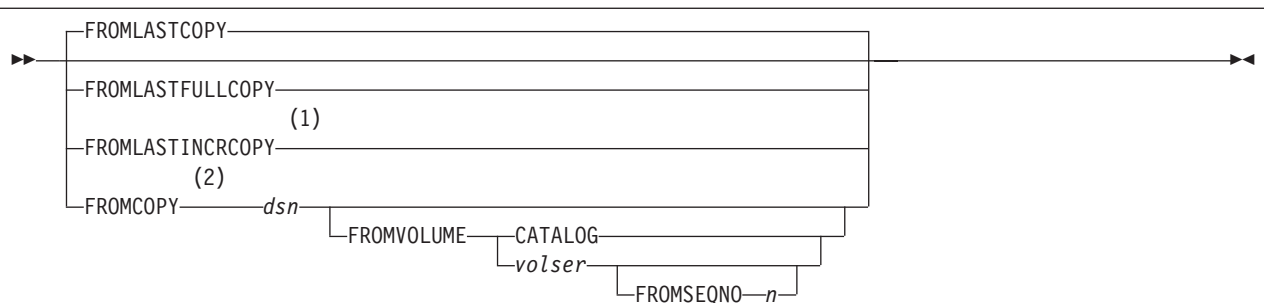 FROMLASTCOPY
FROMLASTFULLCOPY
(1)
FROMLASTINCRCOPY
(2)
FROMCOPY dsn
FROMVOLUME CATALOG
volser
FROMSEQNO n